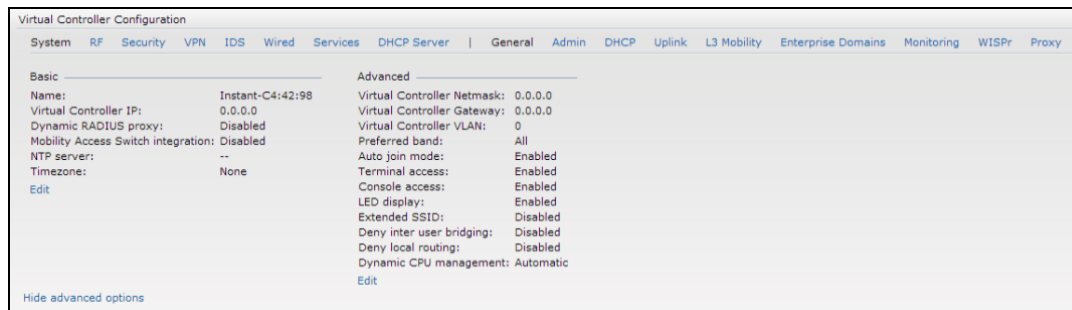 Virtual Controller Configuration
System RF Security VPN IDS Wired Services DHCP Server | General Admin DHCP Uplink L3 Mobility Enterprise Domains Monitoring WISPr Proxy
Basic
Name: Instant-C4:42:98
Virtual Controller IP: 0.0.0.0
Dynamic RADIUS proxy: Disabled
Mobility Access Switch integration: Disabled
NTP server: --
Timezone: None
Edit
Advanced
Virtual Controller Netmask: 0.0.0.0
Virtual Controller Gateway: 0.0.0.0
Virtual Controller VLAN: 0
Preferred band: All
Auto join mode: Enabled
Terminal access: Enabled
Console access: Enabled
LED display: Enabled
Extended SSID: Disabled
Deny inter user bridging: Disabled
Deny local routing: Disabled
Dynamic CPU management: Automatic
Edit
Hide advanced options